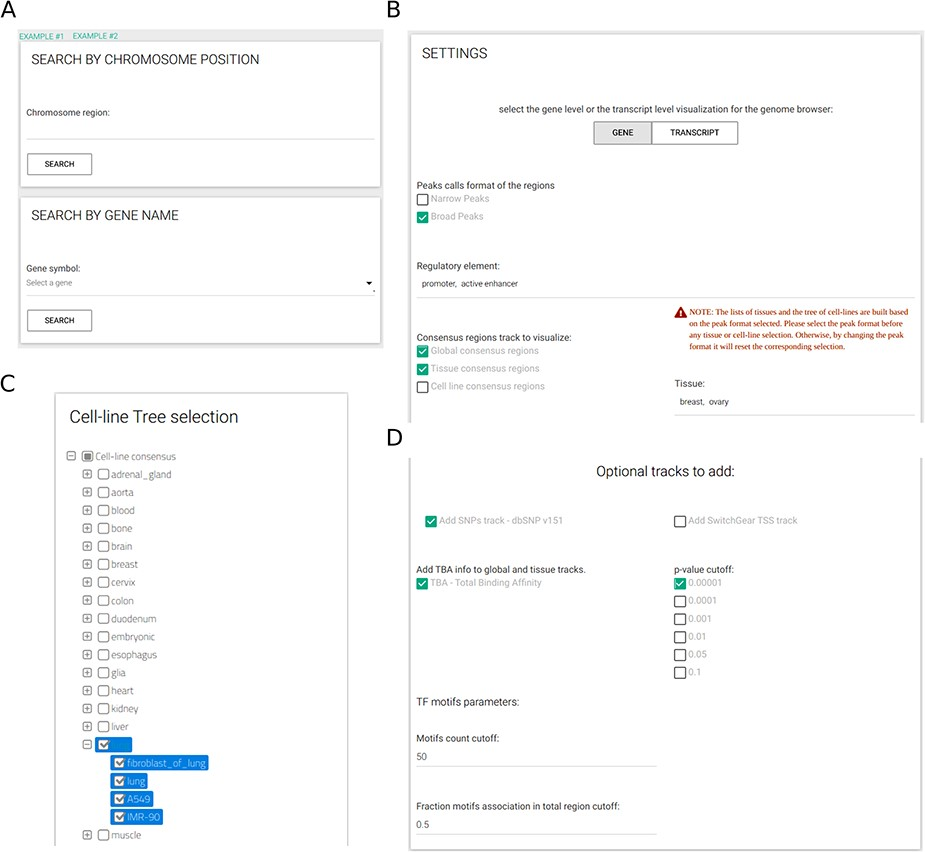 A
EXAMPLE #1 EXAMPLE #2
SEARCH BY CHROMOSOME POSITION
Chromosome region:
SEARCH
SEARCH BY GENE NAME
Gene symbol:
Select a gene
SEARCH
B
SETTINGS
select the gene level or the transcript level visualization for the genome browser:
GENE TRANSCRIPT
Peaks calls format of the regions
Narrow Peaks
Broad Peaks
Regulatory element:
promoter, active enhancer
NOTE: The lists of tissues and the tree of cell-lines are built based
on the peak format selected. Please select the peak format before
any tissue or cell-line selection. Otherwise, by changing the peak
format it will reset the corresponding selection.
Consensus regions track to visualize:
Global consensus regions
Tissue consensus regions
Cell line consensus regions
Tissue:
breast, ovary
C
Cell-line Tree selection
Cell-line consensus
adrenal_gland
aorta
blood
bone
brain
breast
cervix
colon
duodenum
embryonic
esophagus
glia
heart
kidney
liver
fibroblast_of_lung
lung
A549
IMR-90
muscle
D
Optional tracks to add:
Add SNPs track - dbSNP v151
Add SwitchGear TSS track
Add TBA info to global and tissue tracks.
TBA - Total Binding Affinity
p-value cutoff:
0.00001
0.0001
0.001
0.01
0.05
0.1
TF motifs parameters:
Motifs count cutoff:
50
Fraction motifs association in total region cutoff:
0.5